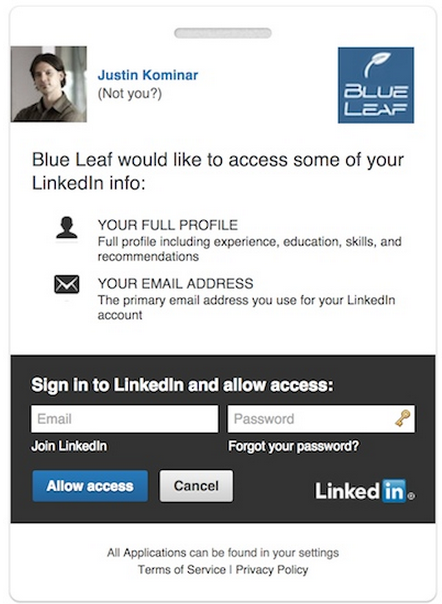 Justin Kominar
(Not you?)
BLUE
LEAF
Blue Leaf would like to access some of your
LinkedIn info:
YOUR FULL PROFILE
Full profile including experience, education, skills, and
recommendations
YOUR EMAIL ADDRESS
The primary email address you use for your LinkedIn
account
Sign in to LinkedIn and allow access:
Email Password
Join LinkedIn Forgot your password?
Allow access Cancel Linked in ®
All Applications can be found in your settings
Terms of Service | Privacy Policy